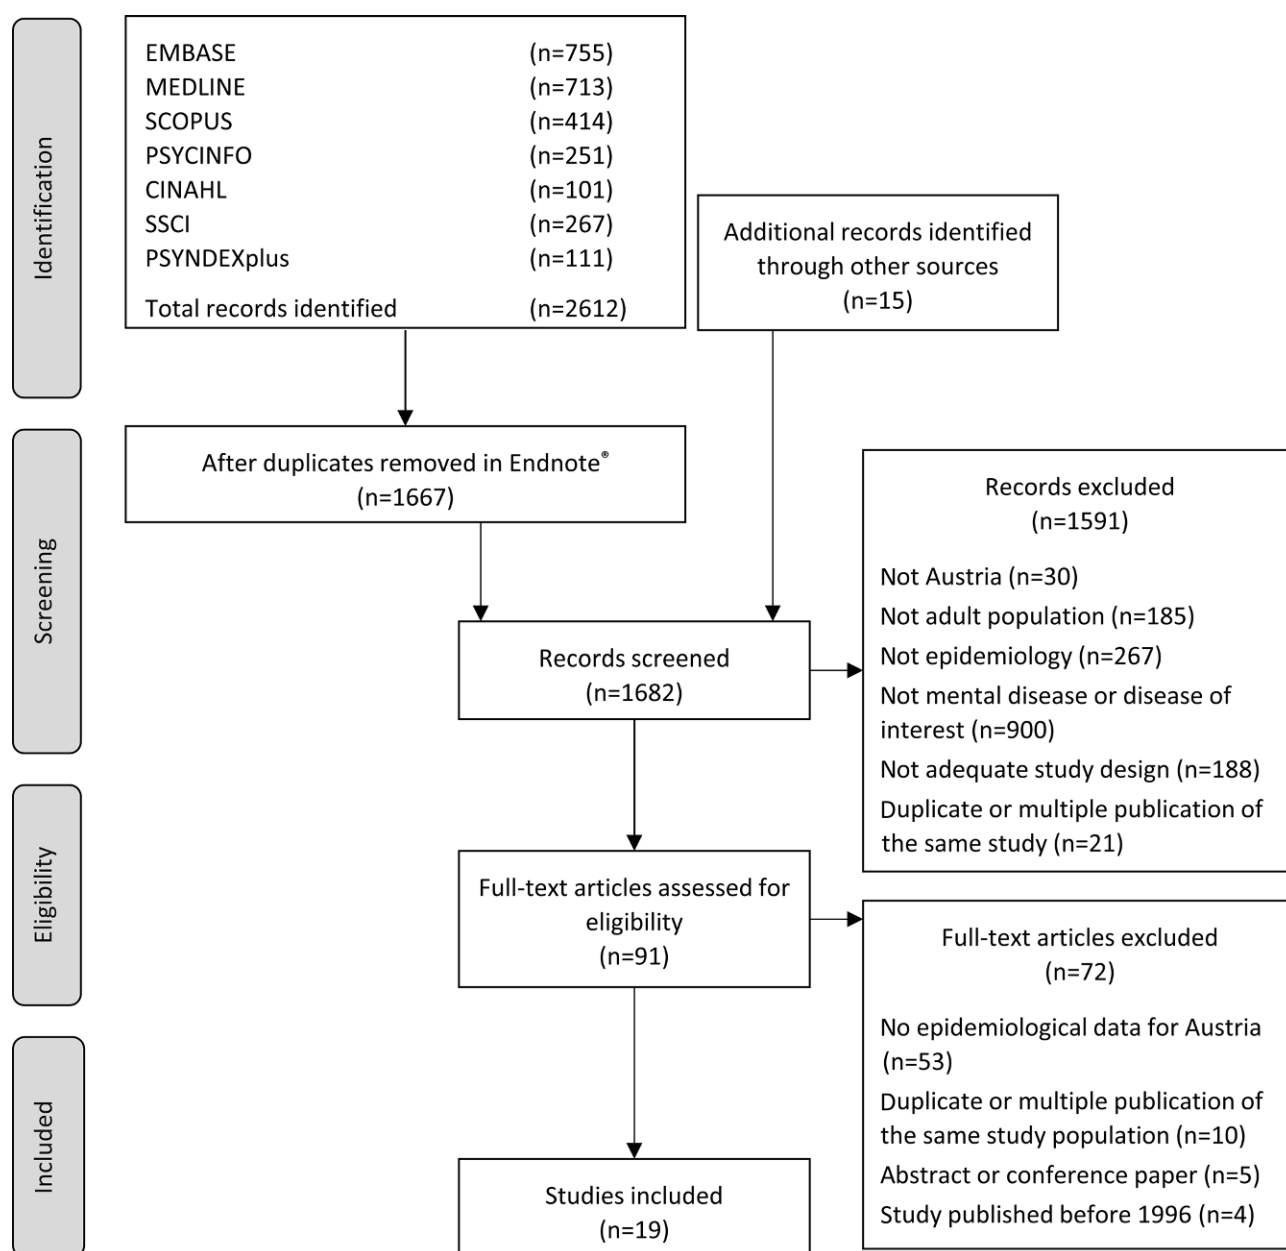 Identification
EMBASE (n=755)
MEDLINE (n=713)
SCOPUS (n=414)
PSYCINFO (n=251)
CINAHL (n=101)
SSCI (n=267)
PSYNDEXplus (n=111)
Total records identified (n=2612)
Additional records identified
through other sources
(n=15)
Screening
After duplicates removed in Endnote®
(n=1667)
Records screened
(n=1682)
Records excluded
(n=1591)
Not Austria (n=30)
Not adult population (n=185)
Not epidemiology (n=267)
Not mental disease or disease of
interest (n=900)
Not adequate study design (n=188)
Duplicate or multiple publication of
the same study (n=21)
Eligibility
Full-text articles assessed for
eligibility
(n=91)
Full-text articles excluded
(n=72)
No epidemiological data for Austria
(n=53)
Duplicate or multiple publication of
the same study population (n=10)
Abstract or conference paper (n=5)
Study published before 1996 (n=4)
Included
Studies included
(n=19)